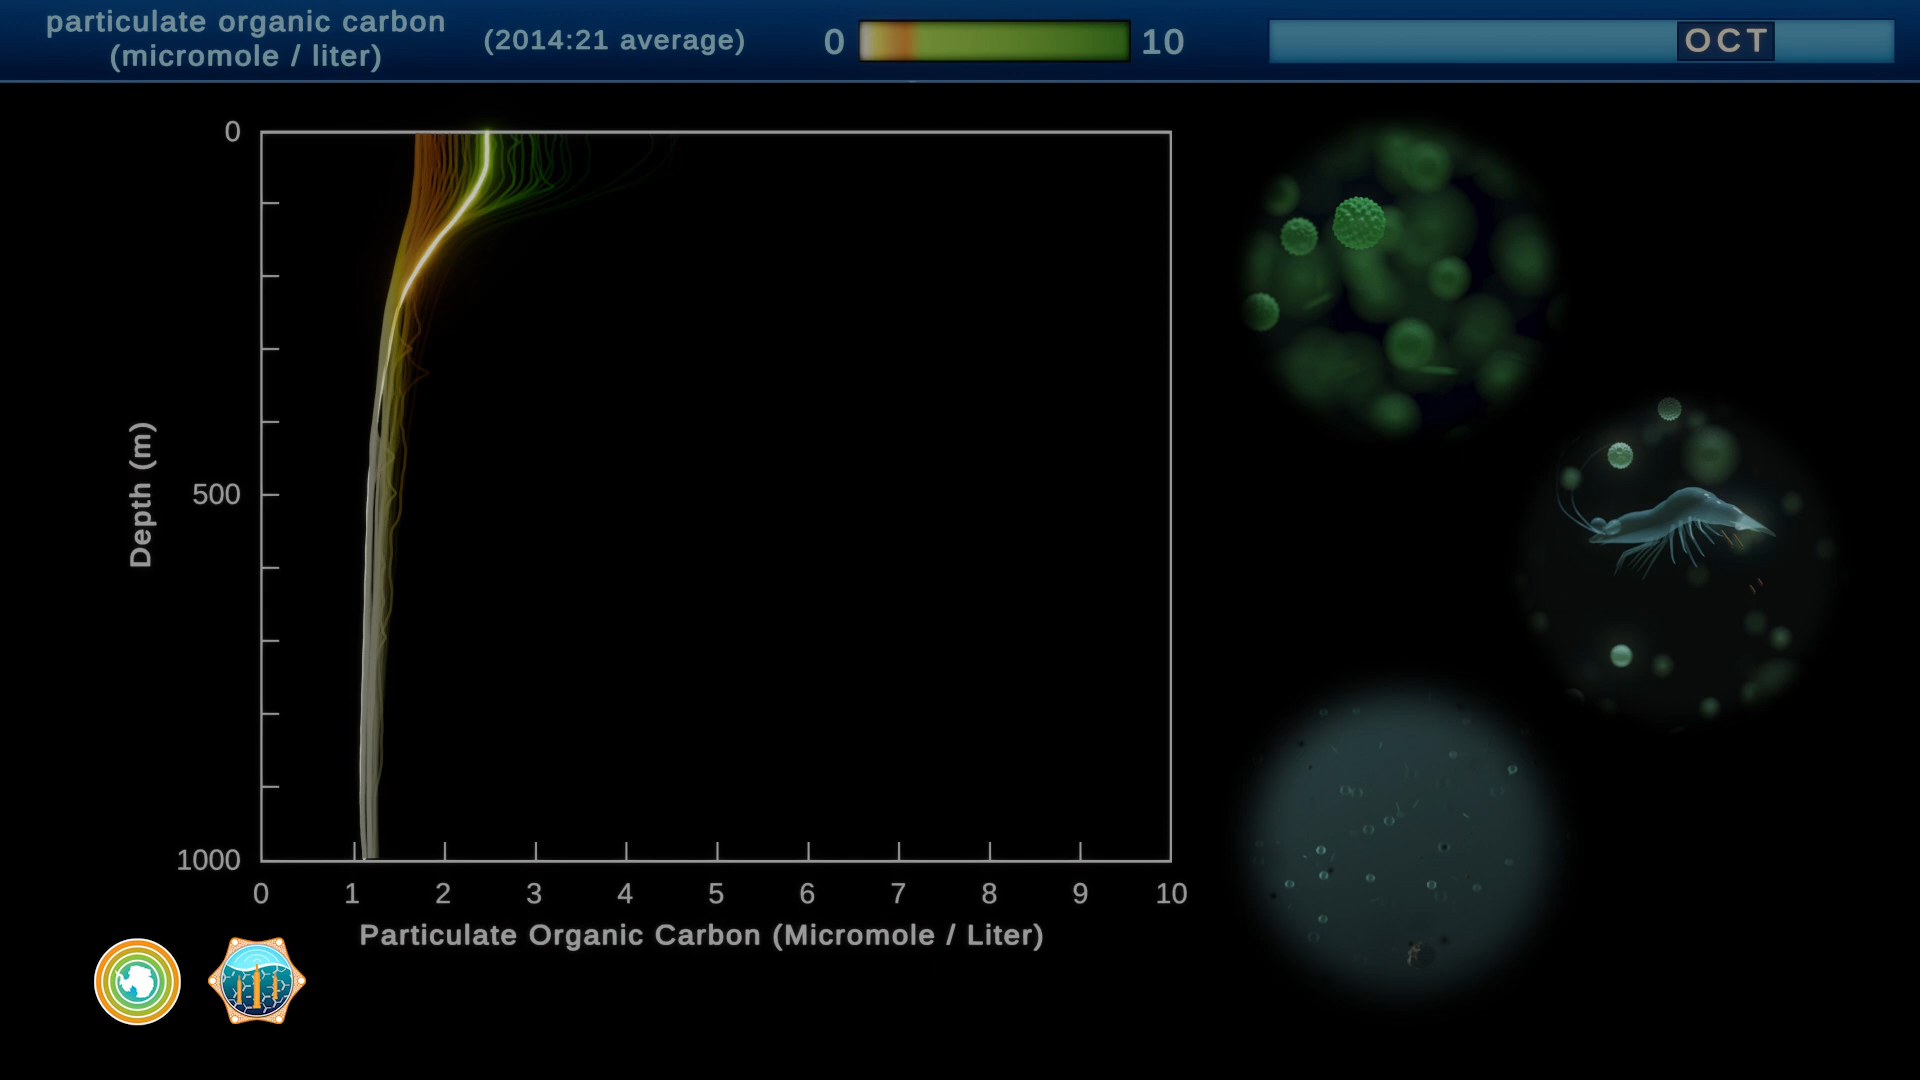 particulate organic carbon
(micromole / liter)
(2014:21 average)
0
10
OCT
0
500
1000
Depth (m)
0 1 2 3 4 5 6 7 8 9 10
Particulate Organic Carbon (Micromole / Liter)